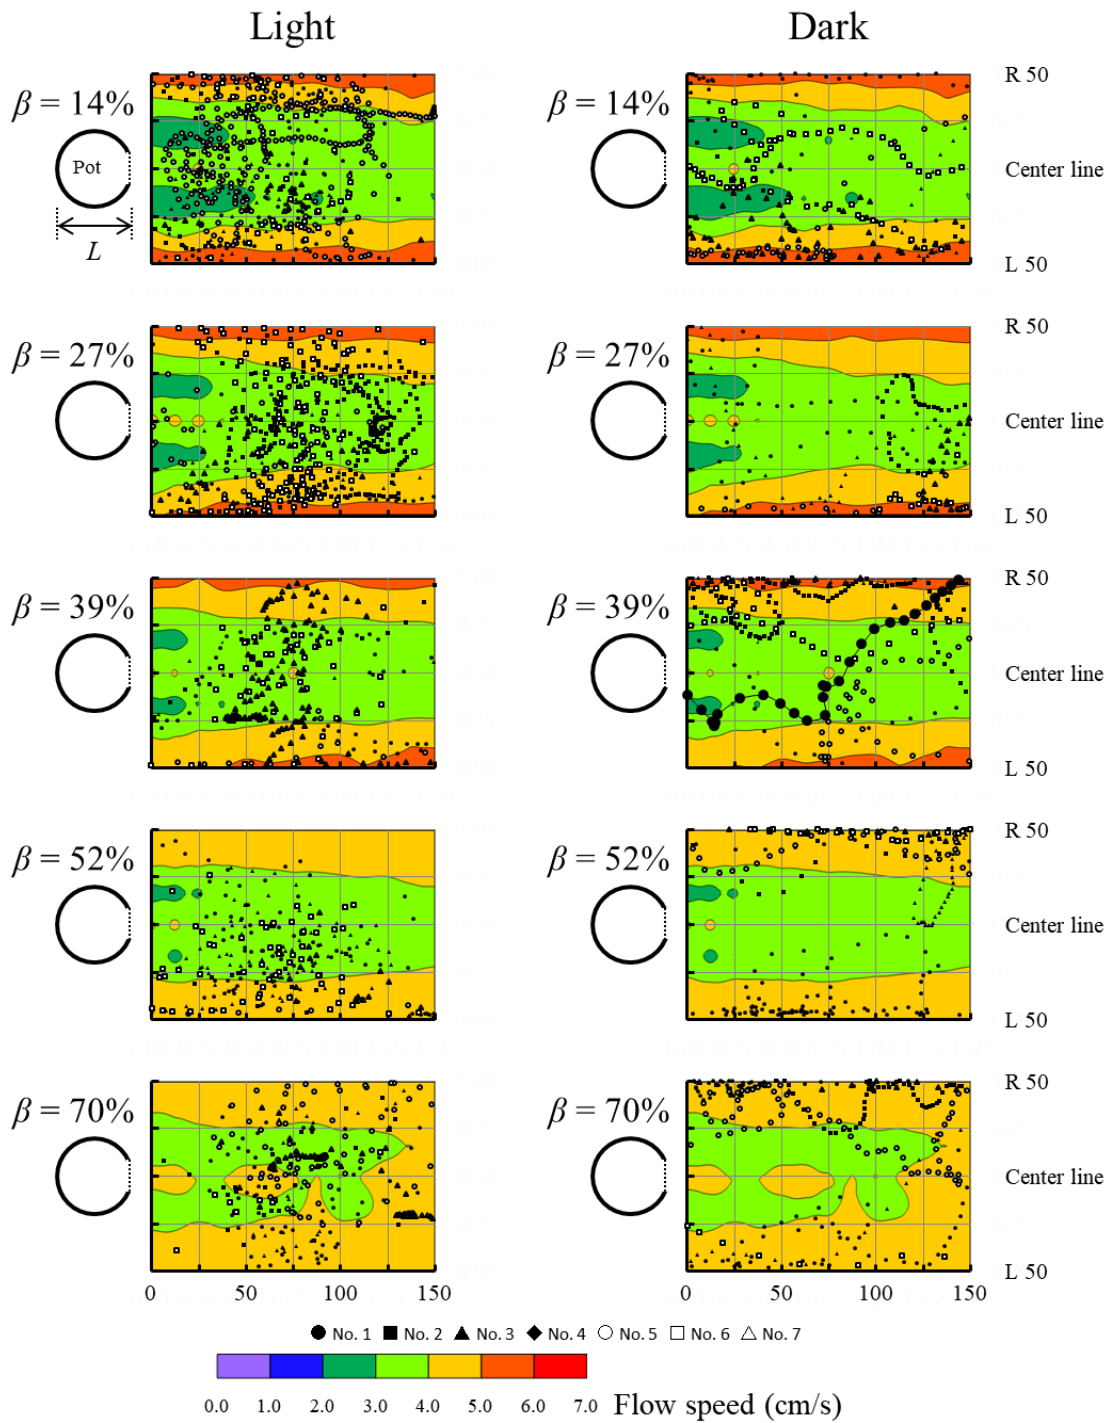 Light Dark
β = 14% β = 14% R 50
Pot Center line
L L 50
β = 27% β = 27% R 50
Center line
L 50
β = 39% β = 39% R 50
Center line
L 50
β = 52% β = 52% R 50
Center line
L 50
β = 70% β = 70% R 50
Center line
L 50
0 50 100 150 0 50 100 150
No. 1 No. 2 No. 3 No. 4 No. 5 No. 6 No. 7
0.0 1.0 2.0 3.0 4.0 5.0 6.0 7.0 Flow speed (cm/s)